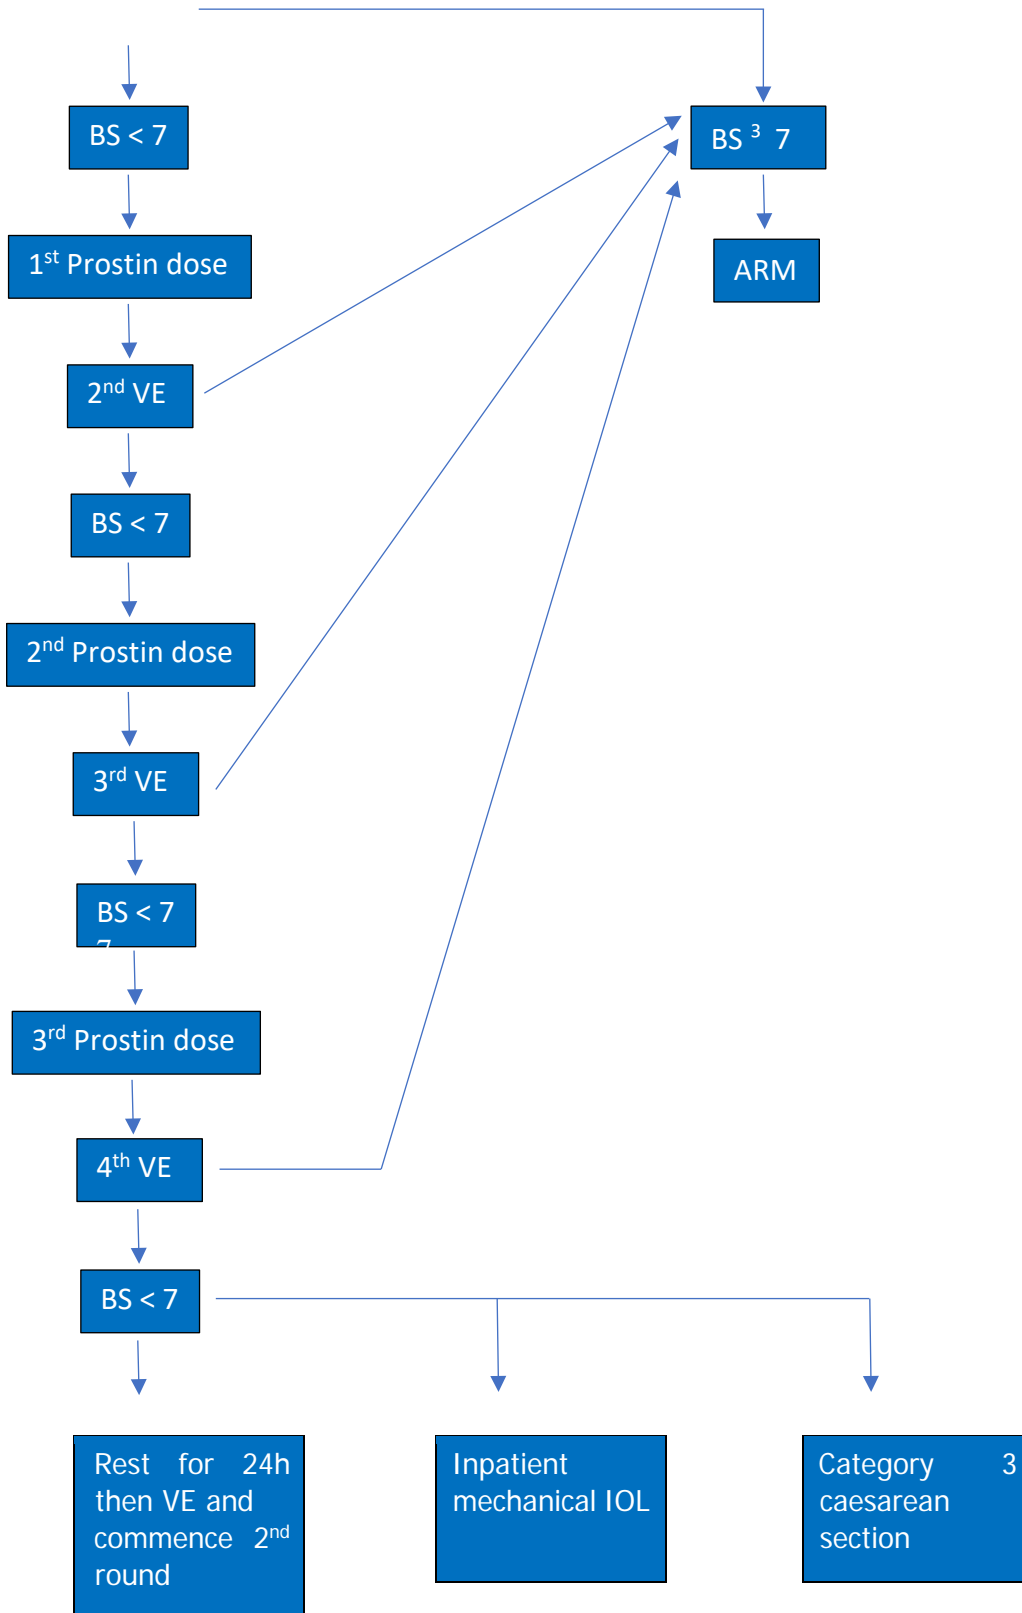 BS < 7
BS ³ 7
1st Prostin dose
ARM
2nd VE
BS < 7
2nd Prostin dose
3rd VE
BS < 7
7
3rd Prostin dose
4th VE
BS < 7
Rest for 24h
then VE and
commence 2nd
round
Inpatient
mechanical IOL
Category 3
caesarean
section